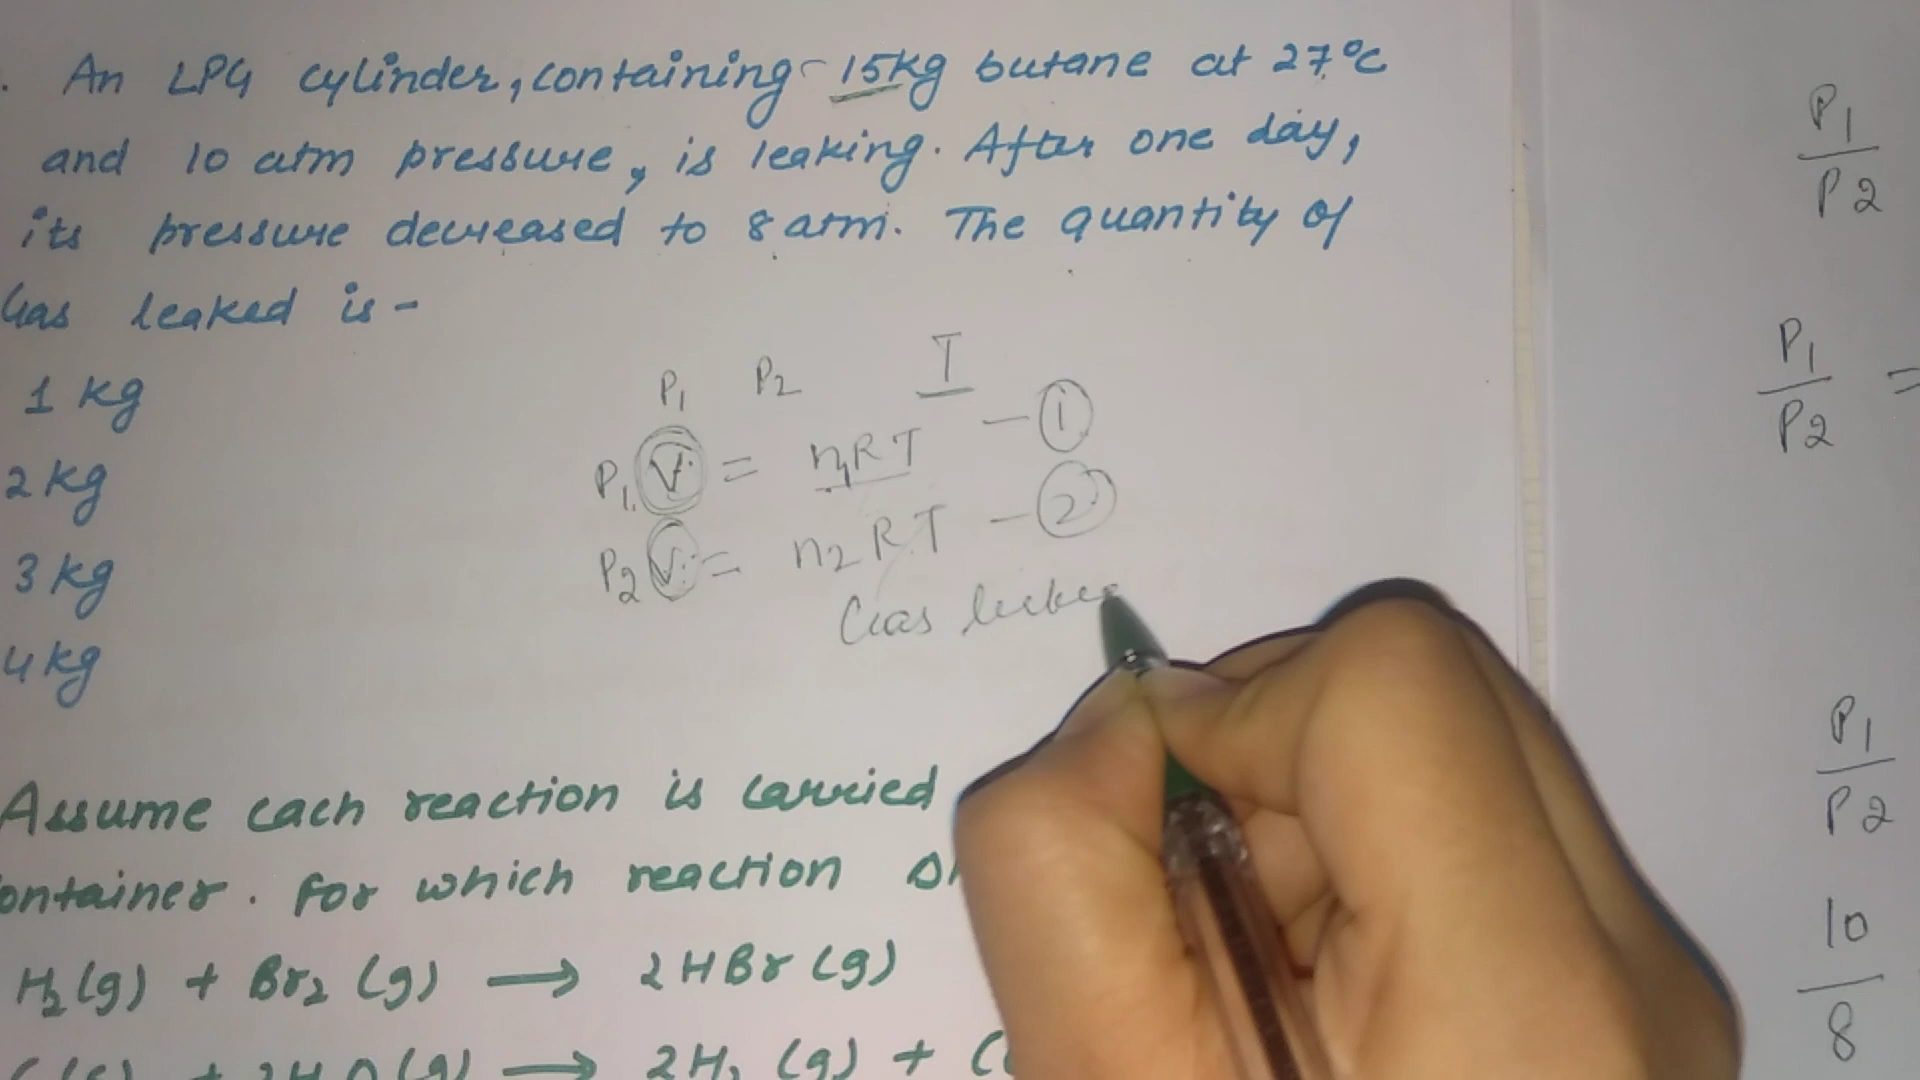 . An LPG cylinder, containing 15kg butane at 27°c
and 10 atm pressure, is leaking. After one day,
its pressure decreased to 8 atm. The quantity of
Gas leaked is -
1 kg
2 kg
3 kg
4 kg
P1 P2 T
P1 V = n1RT - 1
P2 V = n2RT - 2
Gas
Assume each reaction is carried
container. For which reaction
H2(g) + Br2(g) → 2HBr(g)
→ 2H2(g) +
P1
P2
P1
P2 =
P1
P2
10
8